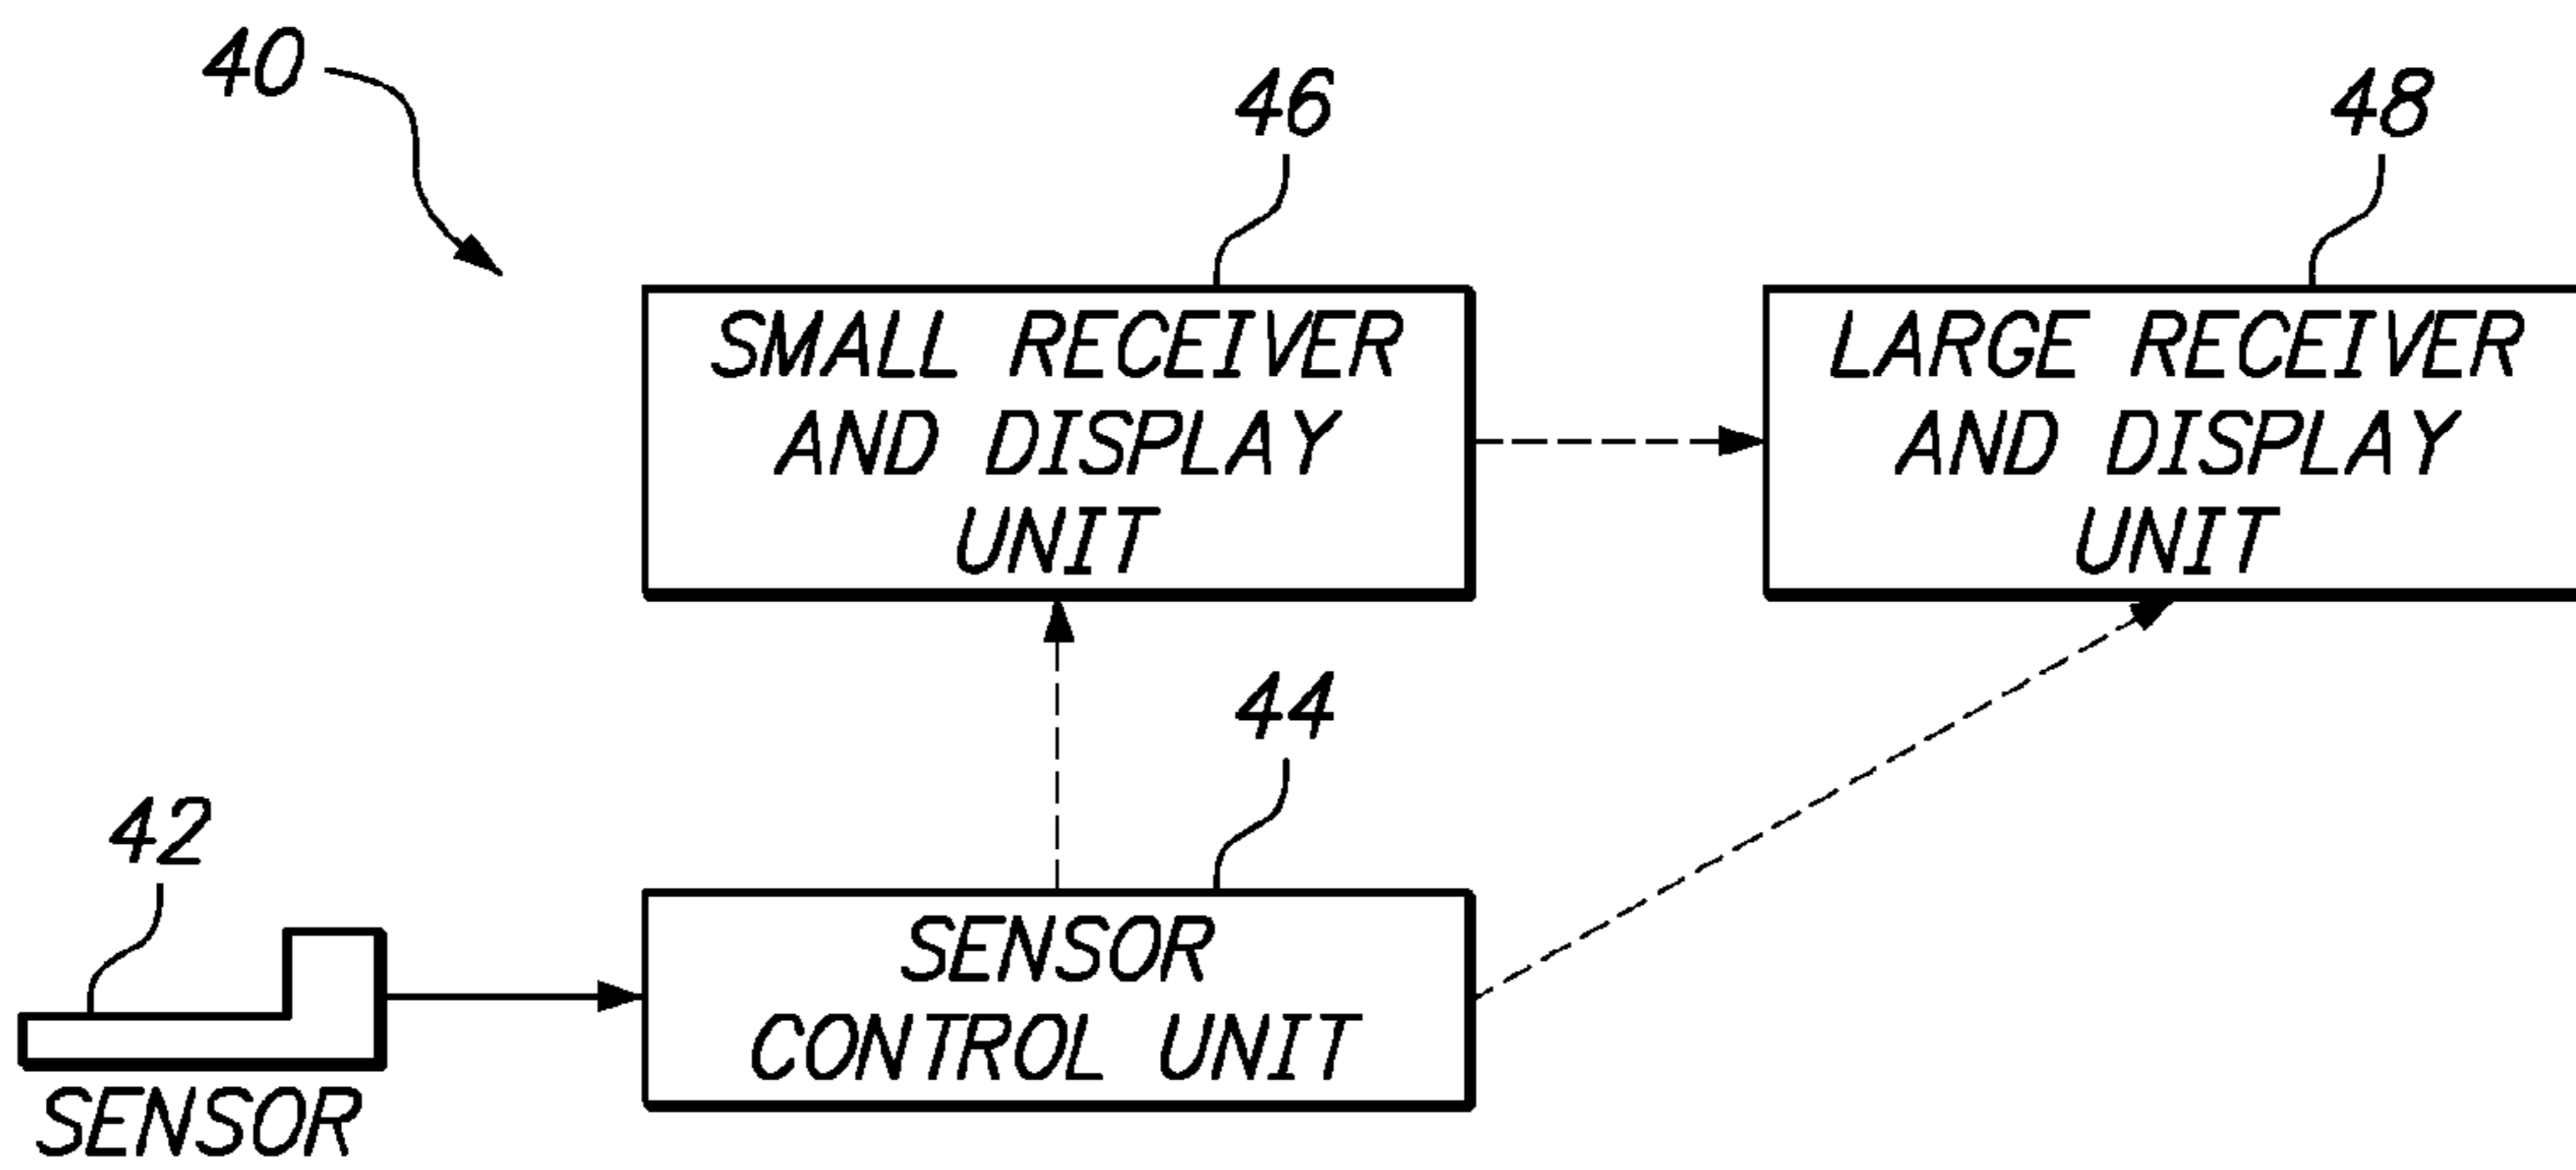 40
46
48
SMALL RECEIVER
AND DISPLAY
UNIT
LARGE RECEIVER
AND DISPLAY
UNIT
44
42
SENSOR
CONTROL UNIT
SENSOR